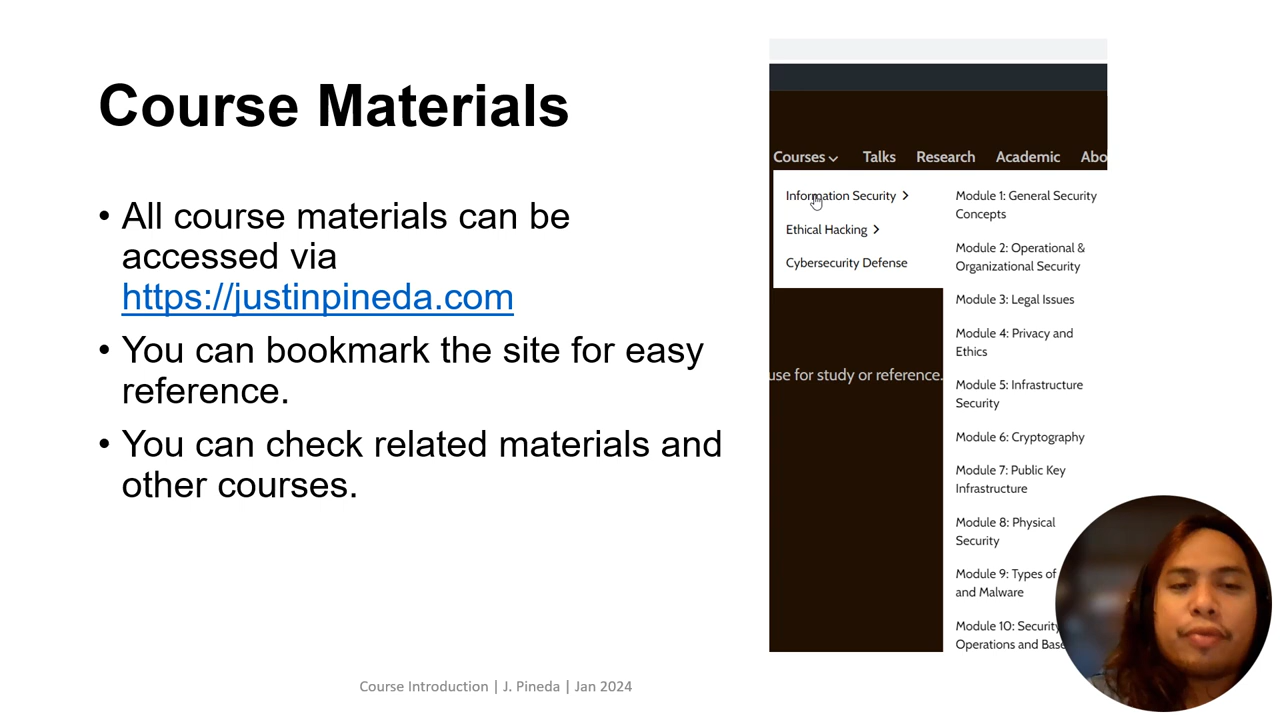 Course Materials
• All course materials can be
accessed via
https://justinpineda.com
• You can bookmark the site for easy
reference.
• You can check related materials and
other courses.
Courses
Talks
Research
Academic
Abo
Information Security
Ethical Hacking
Cybersecurity Defense
use for study or reference.
Module 1: General Security
Concepts
Module 2: Operational &
Organizational Security
Module 3: Legal Issues
Module 4: Privacy and
Ethics
Module 5: Infrastructure
Security
Module 6: Cryptography
Module 7: Public Key
Infrastructure
Module 8: Physical
Security
Module 9: Types of
and Malware
Module 10: Security
Operations and Base
Course Introduction | J. Pineda | Jan 2024